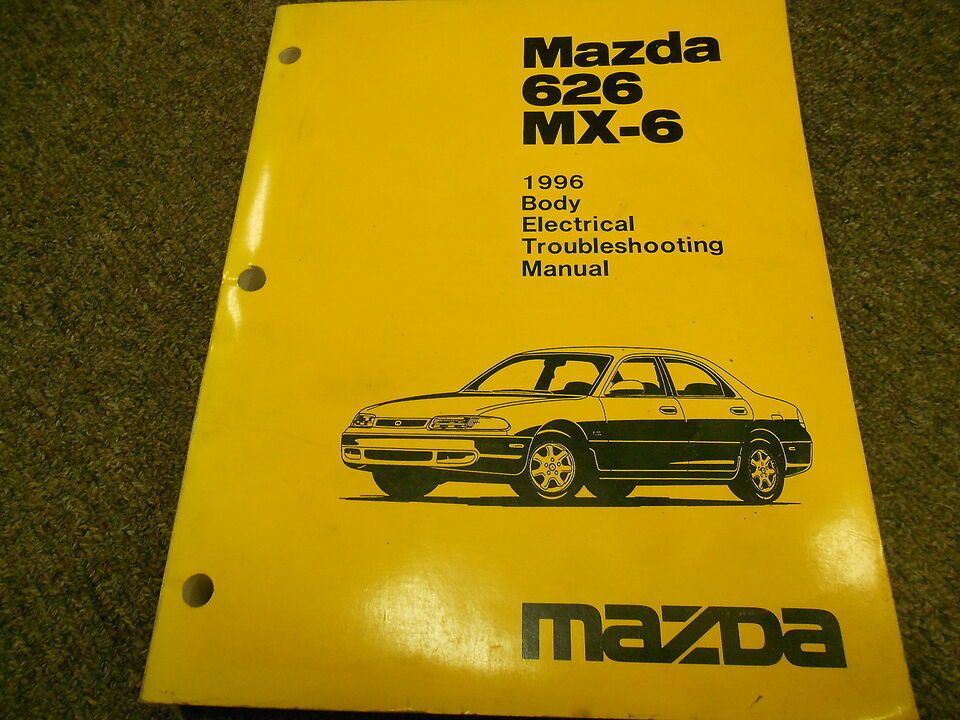 Mazda
626
MX-6
1996
Body
Electrical
Troubleshooting
Manual
mazda